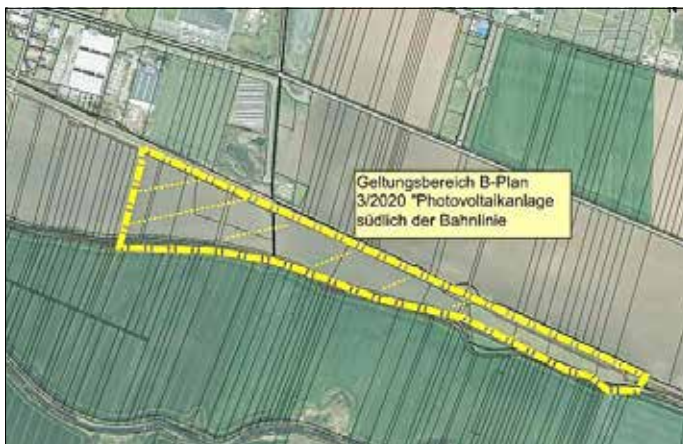 Geltungsbereich B-Plan
3/2020 "Photovoltaikanlage
südlich der Bahnlinie